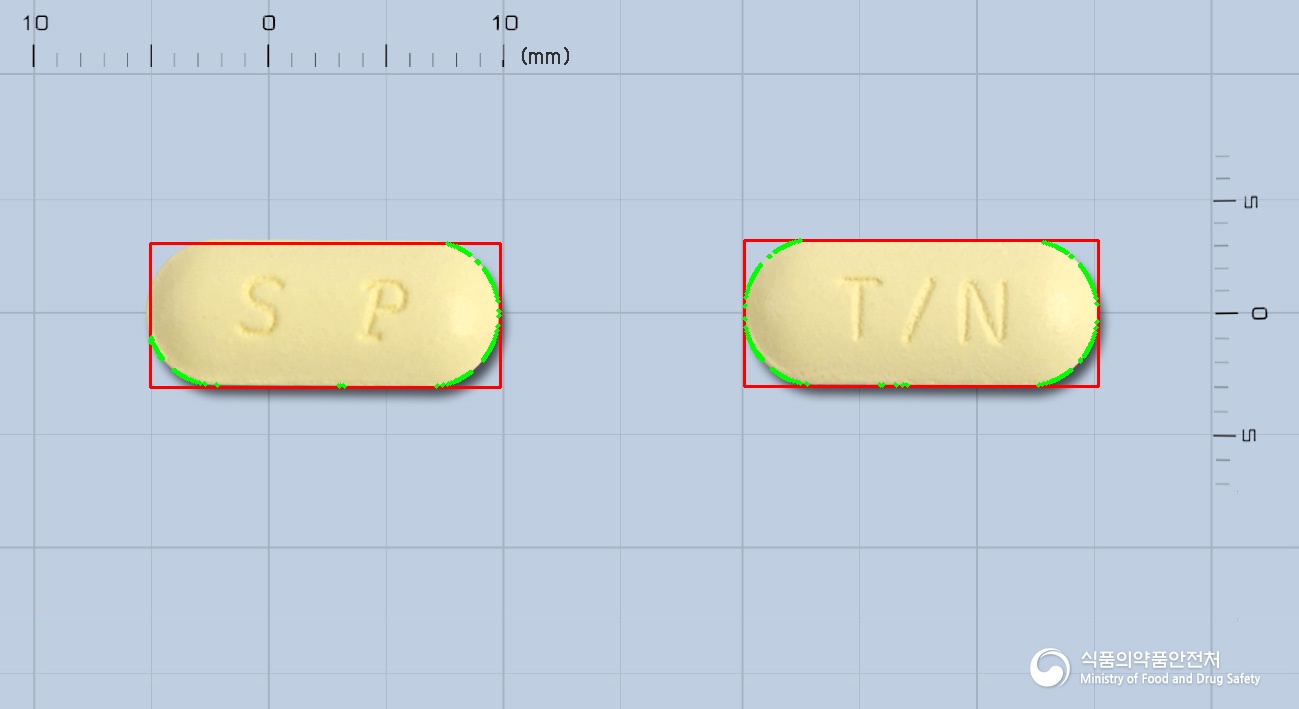 10 0 10
(mm)
S P
T/N
5
0
5
식품의약품안전처
Ministry of Food and Drug Safety